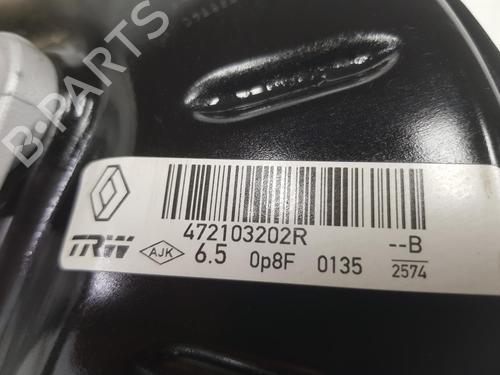 B-PARTS
472103202R
TRW AJK 6.5 0p8F 0135 --B
2574